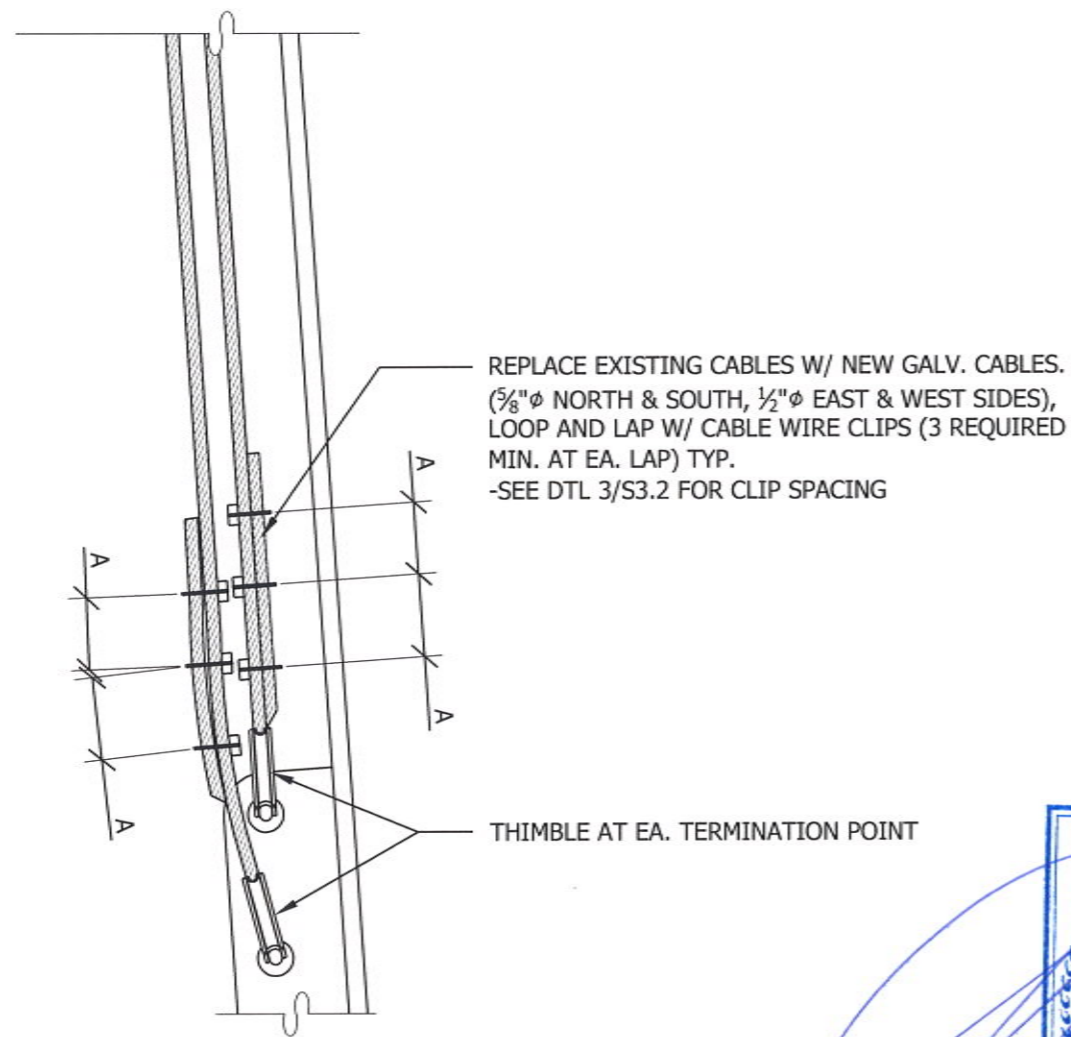 REPLACE EXISTING CABLES W/ NEW GALV. CABLES.
(⅝"ø NORTH & SOUTH, ½"ø EAST & WEST SIDES),
LOOP AND LAP W/ CABLE WIRE CLIPS (3 REQUIRED
MIN. AT EA. LAP) TYP.
-SEE DTL 3/S3.2 FOR CLIP SPACING
A
A
A
A
THIMBLE AT EA. TERMINATION POINT